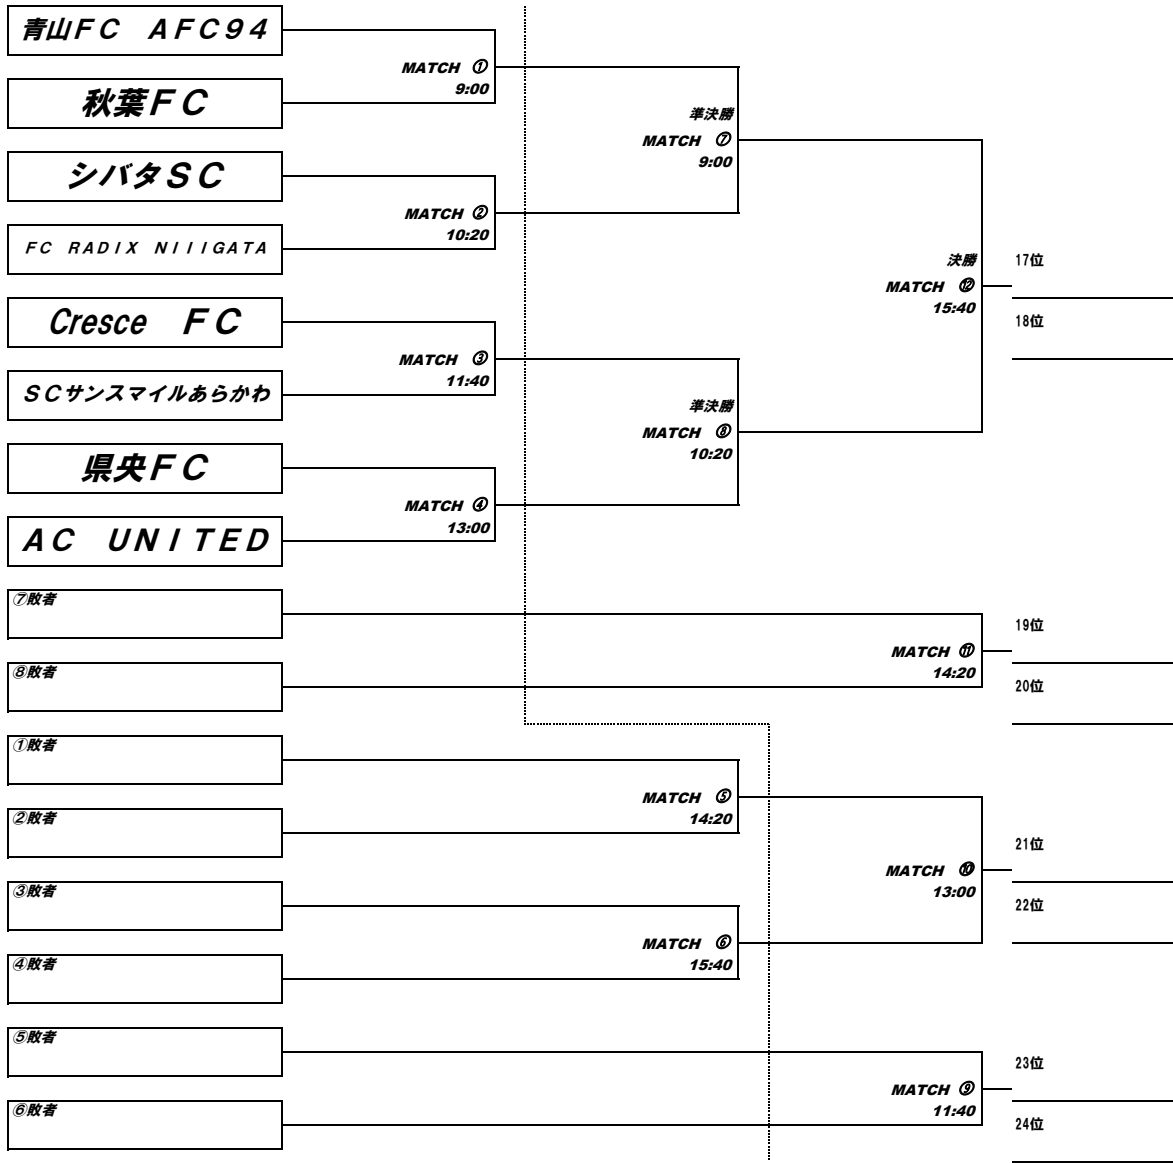 青山ＦＣ　ＡＦＣ９４
MATCH ①
9:00
秋葉ＦＣ
準決勝
MATCH ⑦
9:00
シバタＳＣ
MATCH ②
10:20
ＦＣ ＲＡＤＩＸ ＮＩＩＩＧＡＴＡ
決勝
17位
MATCH ⑫
15:40
Cresce　ＦＣ
18位
MATCH ③
11:40
ＳＣサンスマイルあらかわ
準決勝
MATCH ⑧
10:20
県央ＦＣ
MATCH ④
13:00
ＡＣ　ＵＮＩＴＥＤ
⑦敗者
19位
MATCH ⑪
14:20
⑧敗者
20位
①敗者
MATCH ⑤
14:20
②敗者
21位
MATCH ⑩
13:00
③敗者
22位
MATCH ⑥
15:40
④敗者
⑤敗者
23位
MATCH ⑨
11:40
⑥敗者
24位